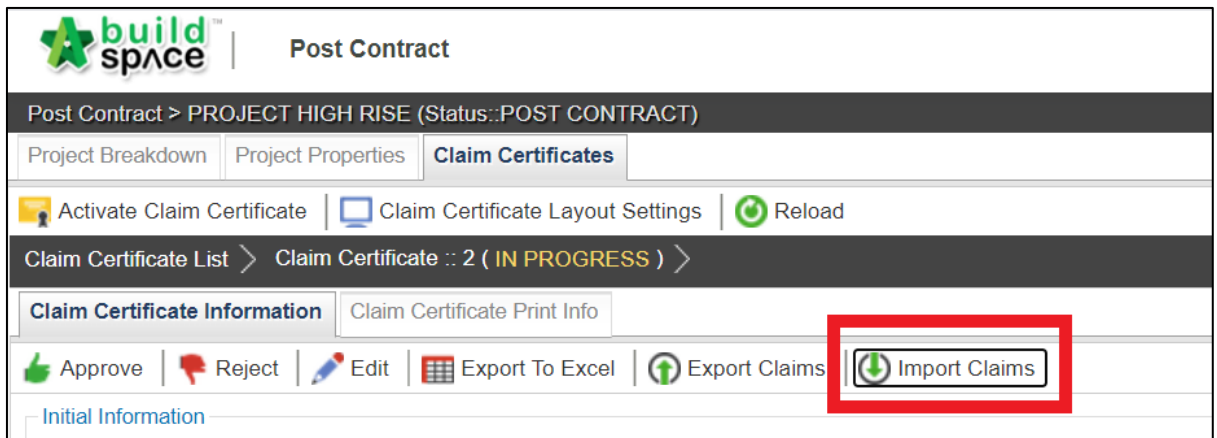 build™
spʌce
Post Contract
Post Contract > PROJECT HIGH RISE (Status::POST CONTRACT)
Project Breakdown Project Properties Claim Certificates
Activate Claim Certificate Claim Certificate Layout Settings Reload
Claim Certificate List Claim Certificate :: 2 ( IN PROGRESS )
Claim Certificate Information Claim Certificate Print Info
Approve Reject Edit Export To Excel Export Claims Import Claims
Initial Information